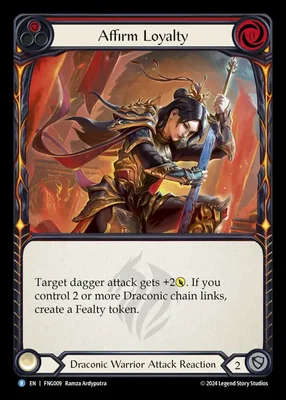 Affirm Loyalty
Target dagger attack gets +2. If you
control 2 or more Draconic chain links,
create a Fealty token.
Draconic Warrior Attack Reaction 2
R EN | FNG009 Ramza Ardyputra ©2024 Legend Story Studios